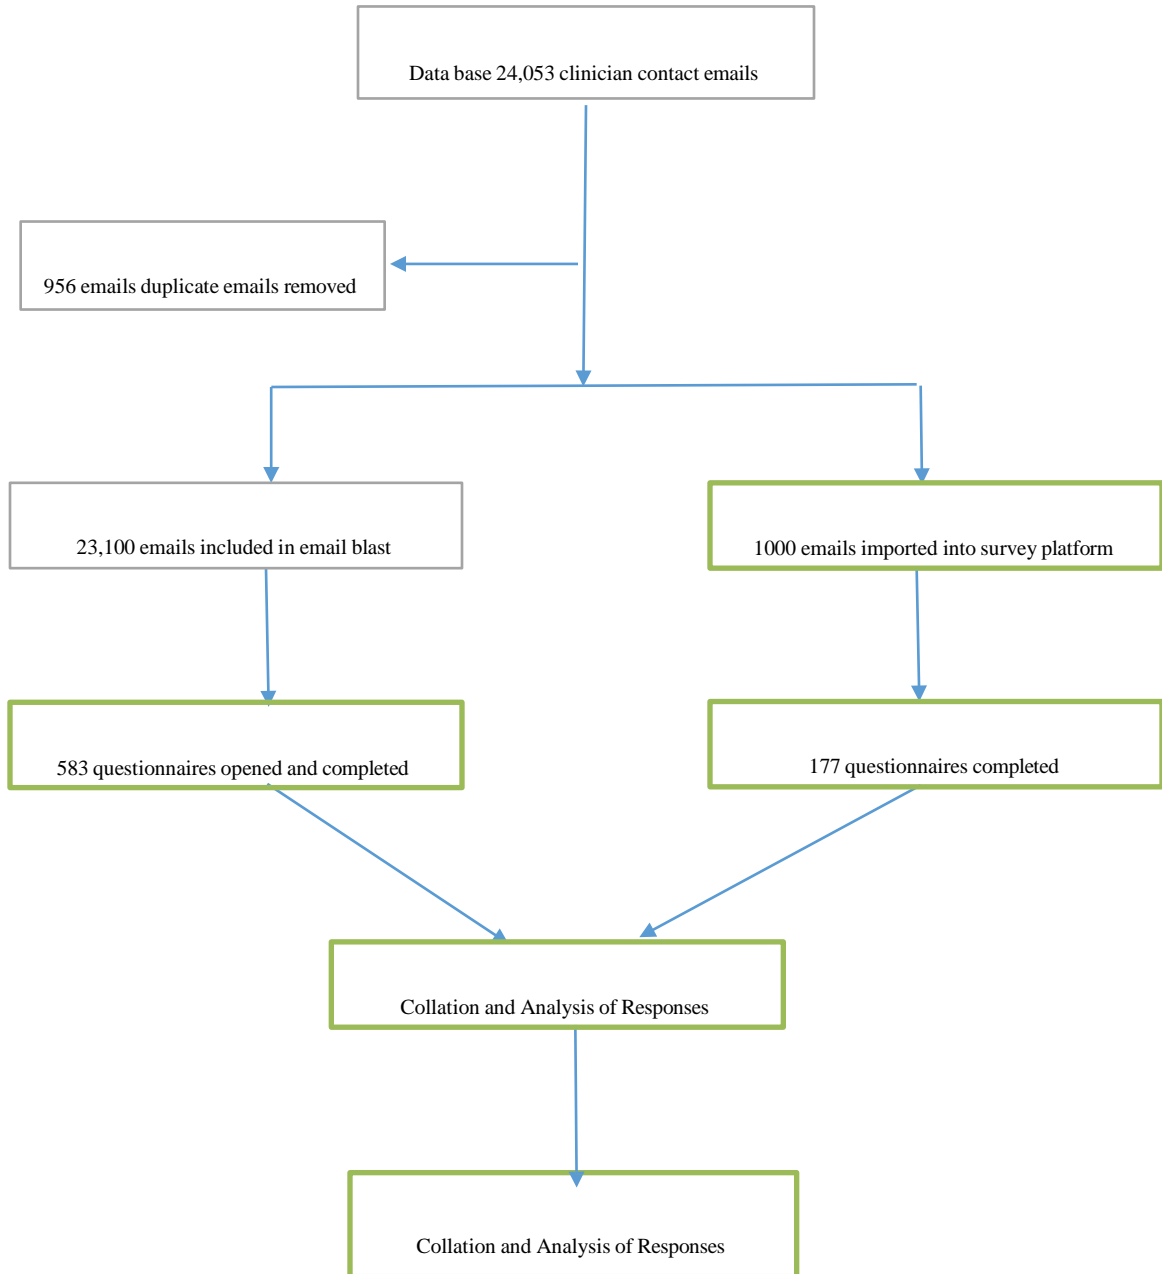 Data base 24,053 clinician contact emails
956 emails duplicate emails removed
23,100 emails included in email blast
1000 emails imported into survey platform
583 questionnaires opened and completed
177 questionnaires completed
Collation and Analysis of Responses
Collation and Analysis of Responses